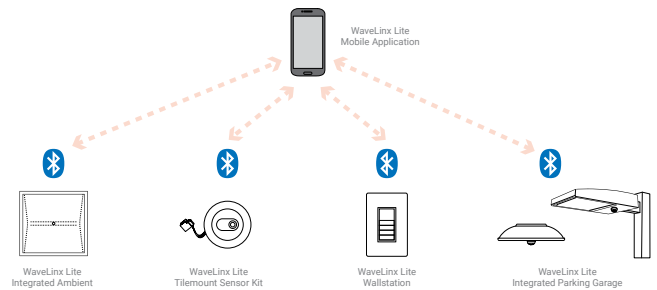 WaveLinx Lite
Mobile Application
WaveLinx Lite
Integrated Ambient
WaveLinx Lite
Tilemount Sensor Kit
WaveLinx Lite
Wallstation
WaveLinx Lite
Integrated Parking Garage